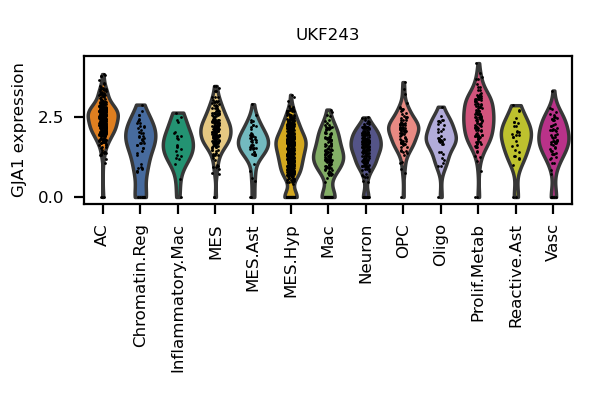 UKF243
GJA1 expression
2.5
0.0
AC
Chromatin.Reg
Inflammatory.Mac
MES
MES.Ast
MES.Hyp
Mac
Neuron
OPC
Oligo
Prolif.Metab
Reactive.Ast
Vasc